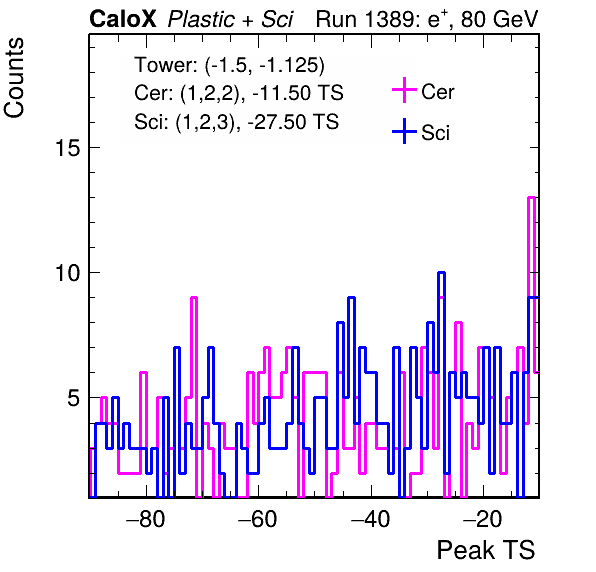 CaloX Plastic + Sci Run 1389: e+, 80 GeV
Counts
Tower: (-1.5, -1.125)
Cer: (1,2,2), -11.50 TS
Sci: (1,2,3), -27.50 TS
Cer
Sci
15
10
5
−80 −60 −40 −20
Peak TS